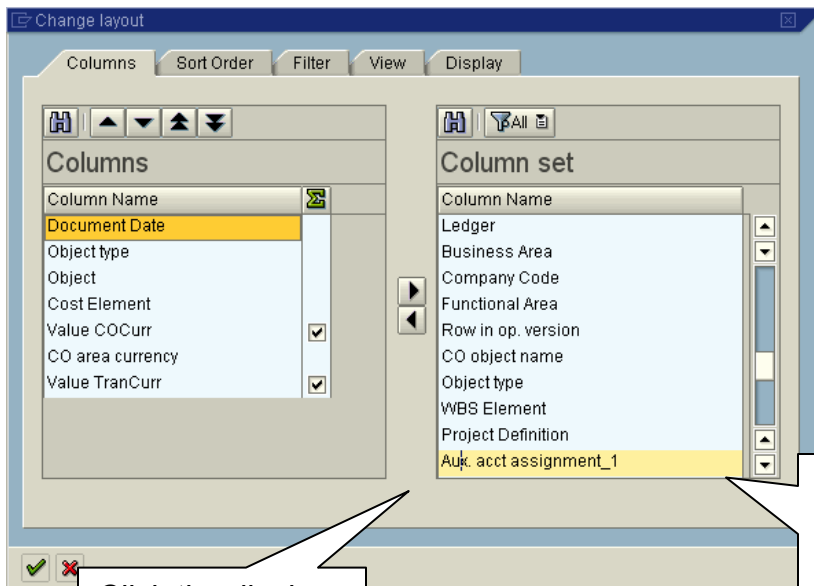 Change layout
Columns Sort Order Filter View Display
All
Columns
Column Name
Document Date
Object type
Object
Cost Element
Value COCurr
CO area currency
Value TranCurr
Column set
Column Name
Ledger
Business Area
Company Code
Functional Area
Row in op. version
CO object name
Object type
WBS Element
Project Definition
Aux. acct assignment_1